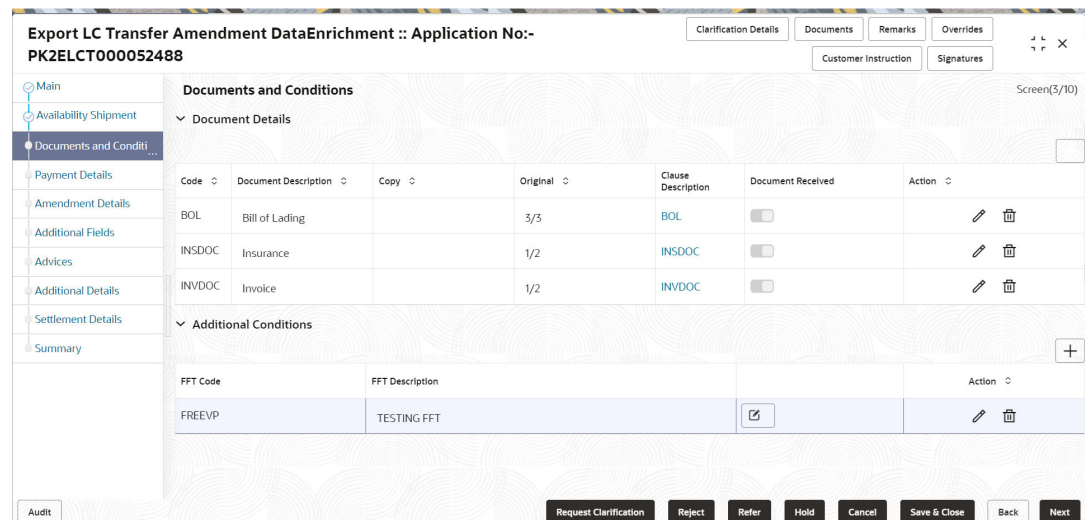 Export LC Transfer Amendment DataEnrichment :: Application No:-
PK2ELCT000052488
Clarification Details
Documents
Remarks
Overrides
Customer Instruction
Signatures
Main
Availability Shipment
Documents and Conditi...
Payment Details
Amendment Details
Additional Fields
Advices
Additional Details
Settlement Details
Summary
Documents and Conditions
Screen(3/10)
Document Details
Code Document Description Copy Original Clause Description Document Received Action
BOL Bill of Lading 3/3 BOL
INSDOC Insurance 1/2 INSDOC
INVDOC Invoice 1/2 INVDOC
Additional Conditions
FFT Code FFT Description Action
FREEVP TESTING FFT
Audit
Request Clarification
Reject
Refer
Hold
Cancel
Save & Close
Back
Next